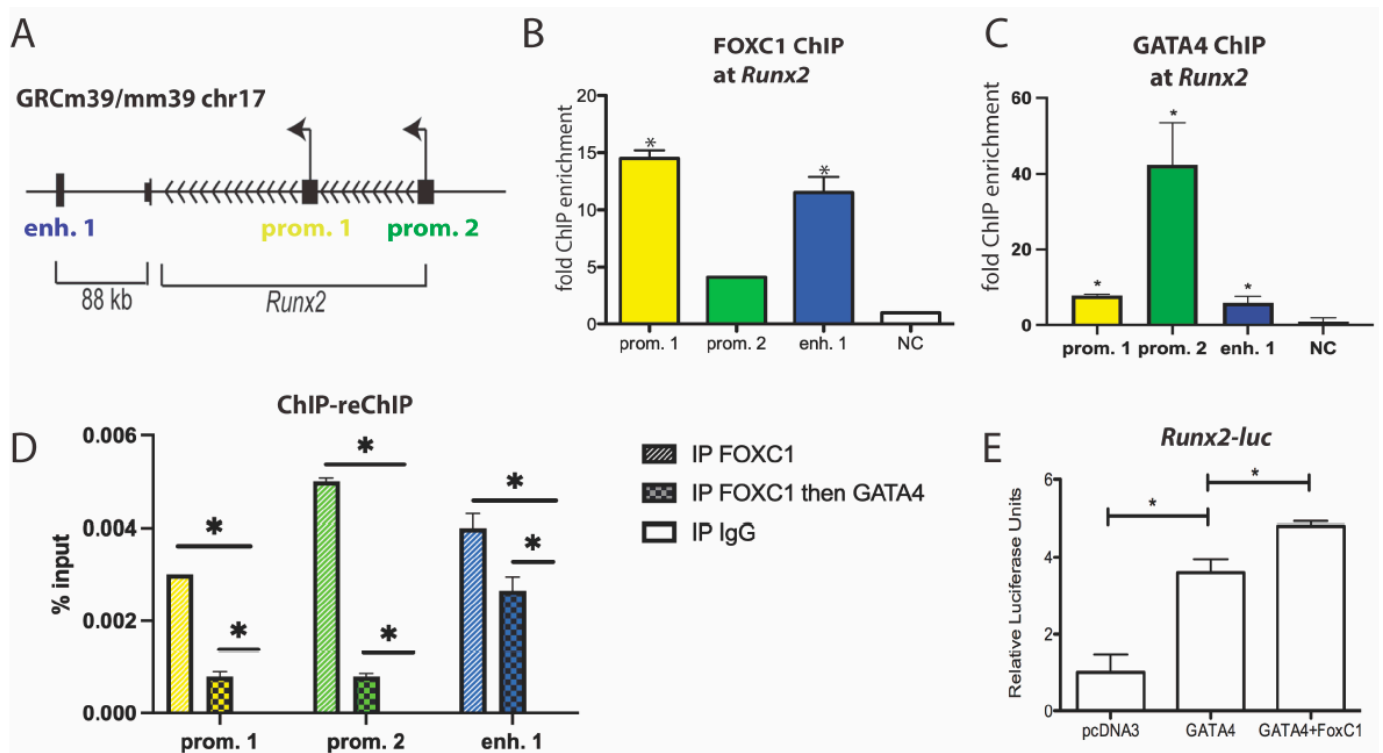 A
GRCm39/mm39 chr17
enh. 1
prom. 1
prom. 2
88 kb
Runx2
B
FOXC1 ChIP
at Runx2
fold ChIP enrichment
20
15
10
5
0
*
*
prom. 1
prom. 2
enh. 1
NC
C
GATA4 ChIP
at Runx2
fold ChIP enrichment
60
40
20
0
*
*
*
prom. 1
prom. 2
enh. 1
NC
D
ChIP-reChIP
% input
0.006
0.004
0.002
0.000
*
*
*
*
*
*
prom. 1
prom. 2
enh. 1
IP FOXC1
IP FOXC1 then GATA4
IP IgG
E
Runx2-luc
Relative Luciferase Units
6
4
2
0
*
*
pcDNA3
GATA4
GATA4+FoxC1